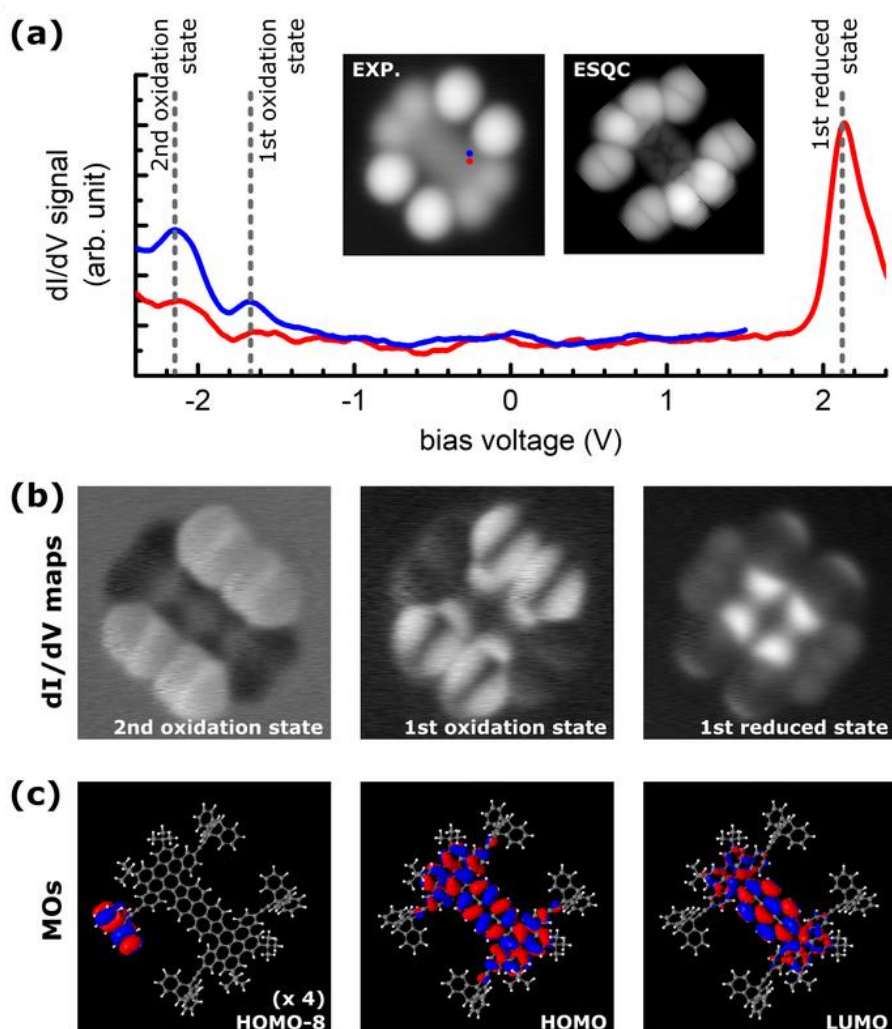 (a)
2nd oxidation
state
1st oxidation
state
EXP.
ESQC
1st reduced
state
dI/dV signal
(arb. unit)
-2
-1
0
1
2
bias voltage (V)
(b)
dI/dV maps
2nd oxidation state
1st oxidation state
1st reduced state
(c)
MOs
(x 4)
HOMO-8
HOMO
LUMO